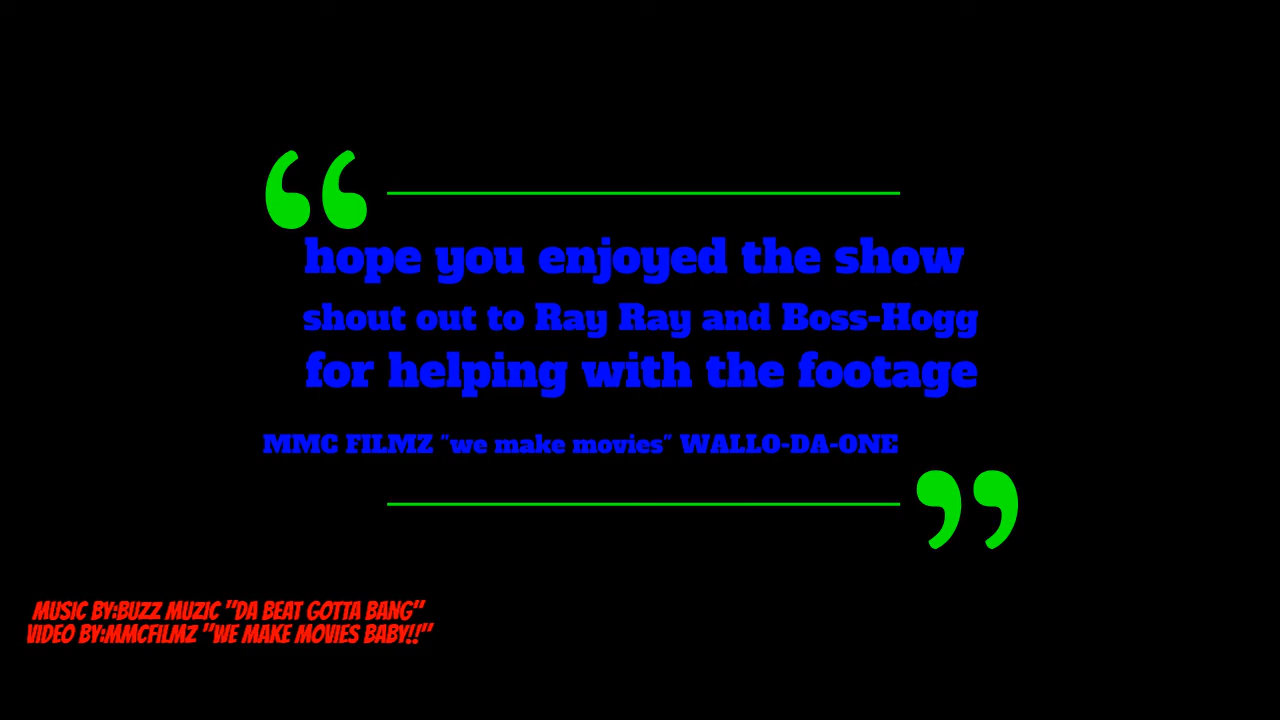 “
hope you enjoyed the show
shout out to Ray Ray and Boss-Hogg
for helping with the footage
MMC FILMZ "we make movies" WALLO-DA-ONE
”
MUSIC BY:BUZZ MUZIC "DA BEAT GOTTA BANG"
VIDEO BY:MMCFILMZ "WE MAKE MOVIES BABY!!"